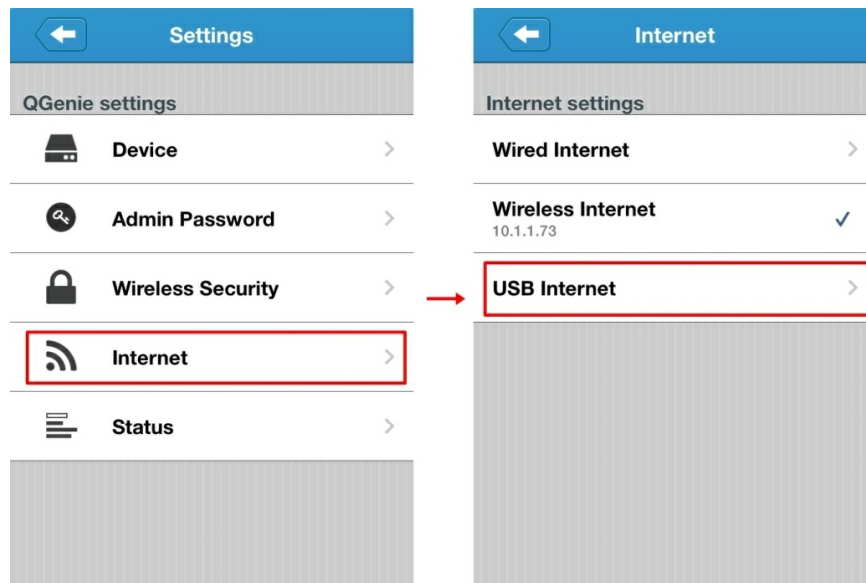 Settings
QGenie settings
Device
Admin Password
Wireless Security
Internet
Status
Internet
Internet settings
Wired Internet
Wireless Internet
10.1.1.73
USB Internet